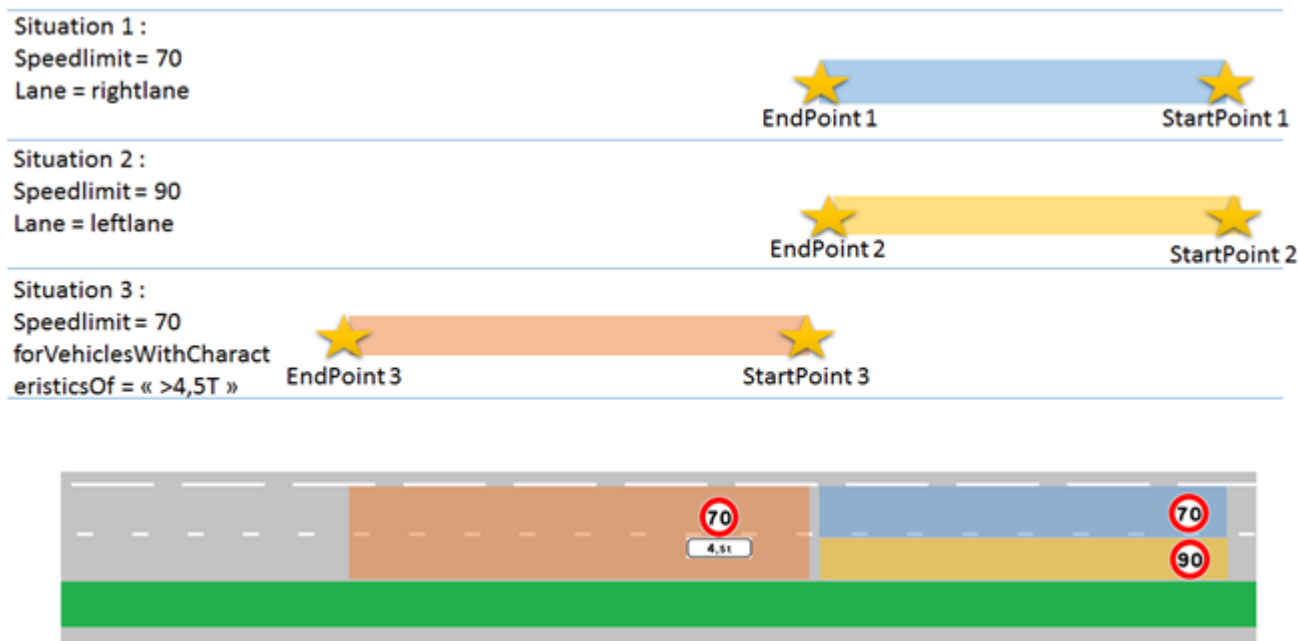 Situation 1 :
Speedlimit = 70
Lane = rightlane
EndPoint 1
StartPoint 1
Situation 2 :
Speedlimit = 90
Lane = leftlane
EndPoint 2
StartPoint 2
Situation 3 :
Speedlimit = 70
forVehiclesWithCharact
eristicsOf = « >4,5T »
EndPoint 3
StartPoint 3
70
4,5t
70
90